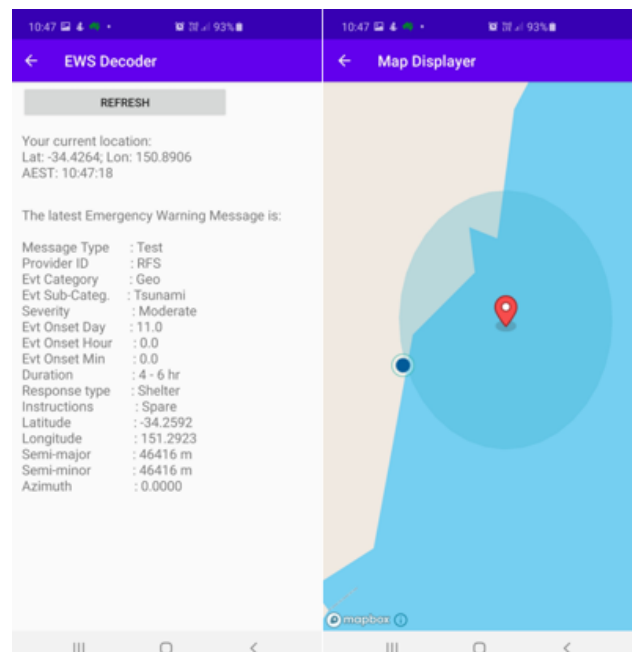 10:47
93%
EWS Decoder
REFRESH
Your current location:
Lat: -34.4264; Lon: 150.8906
AEST: 10:47:18
The latest Emergency Warning Message is:
Message Type : Test
Provider ID : RFS
Evt Category : Geo
Evt Sub-Categ. : Tsunami
Severity : Moderate
Evt Onset Day : 11.0
Evt Onset Hour : 0.0
Evt Onset Min : 0.0
Duration : 4 - 6 hr
Response type : Shelter
Instructions : Spare
Latitude : -34.2592
Longitude : 151.2923
Semi-major : 46416 m
Semi-minor : 46416 m
Azimuth : 0.0000
10:47
93%
Map Displayer
mapbox